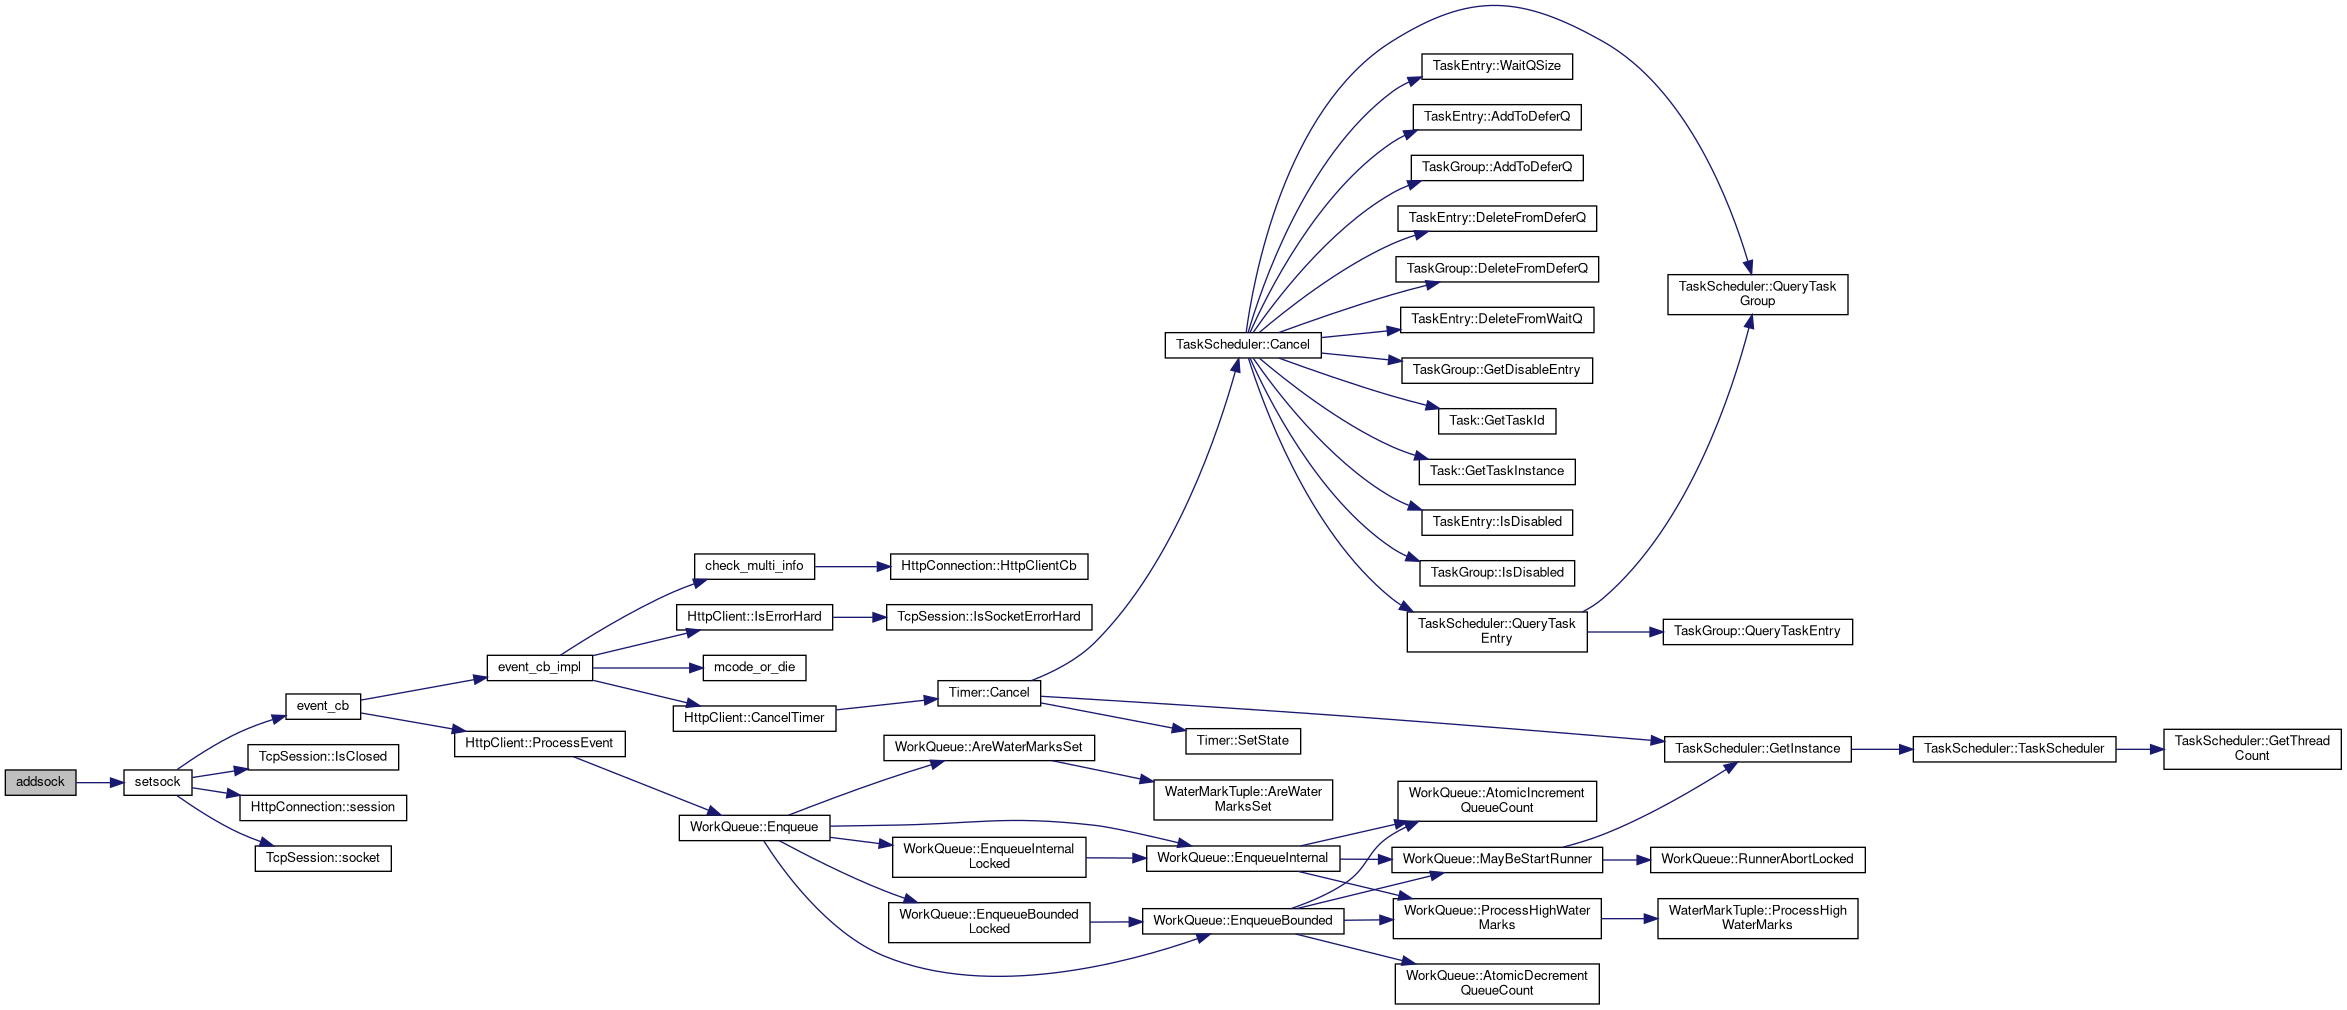 addsock
setsock
event_cb
TcpSession::IsClosed
HttpConnection::session
TcpSession::socket
event_cb_impl
HttpClient::ProcessEvent
check_multi_info
HttpClient::IsErrorHard
mcode_or_die
HttpClient::CancelTimer
WorkQueue::Enqueue
HttpConnection::HttpClientCb
TcpSession::IsSocketErrorHard
Timer::Cancel
WorkQueue::AreWaterMarksSet
WorkQueue::EnqueueInternal
Locked
WorkQueue::EnqueueBounded
Locked
TaskScheduler::Cancel
Timer::SetState
WaterMarkTuple::AreWater
MarksSet
WorkQueue::EnqueueInternal
WorkQueue::EnqueueBounded
TaskEntry::WaitQSize
TaskEntry::AddToDeferQ
TaskGroup::AddToDeferQ
TaskEntry::DeleteFromDeferQ
TaskGroup::DeleteFromDeferQ
TaskEntry::DeleteFromWaitQ
TaskGroup::GetDisableEntry
Task::GetTaskId
Task::GetTaskInstance
TaskEntry::IsDisabled
TaskGroup::IsDisabled
TaskScheduler::QueryTask
Entry
WorkQueue::AtomicIncrement
QueueCount
WorkQueue::MayBeStartRunner
WorkQueue::ProcessHighWater
Marks
WorkQueue::AtomicDecrement
QueueCount
TaskScheduler::QueryTask
Group
TaskGroup::QueryTaskEntry
TaskScheduler::GetInstance
WorkQueue::RunnerAbortLocked
WaterMarkTuple::ProcessHigh
WaterMarks
TaskScheduler::TaskScheduler
TaskScheduler::GetThread
Count